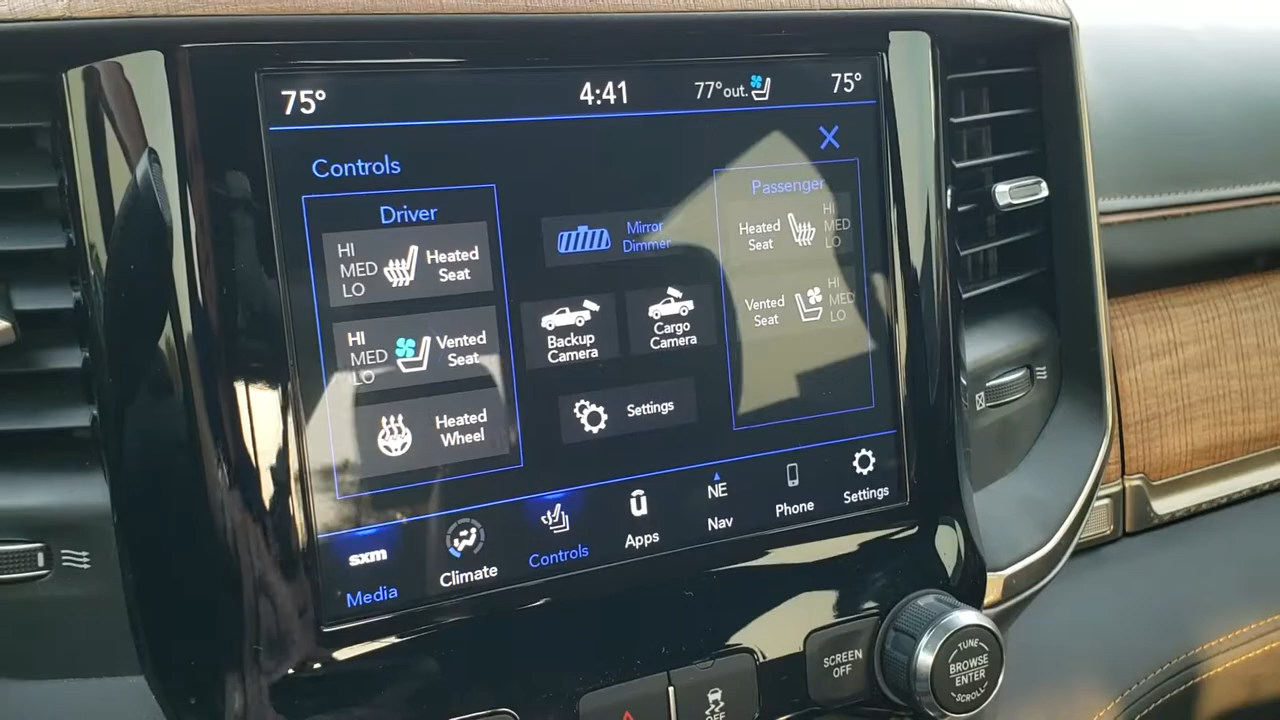 75° 4:41 77° out. 75°
Controls
Driver
HI
MED
LO
Heated
Seat
HI
MED
LO
Vented
Seat
Heated
Wheel
Mirror
Dimmer
Backup
Camera
Cargo
Camera
Settings
Passenger
Heated
Seat
HI
MED
LO
Vented
Seat
HI
MED
LO
sxm
Media
Climate
Controls
Apps
NE
Nav
Phone
Settings
SCREEN
OFF
TUNE
BROWSE
ENTER
SCROLL
OFF